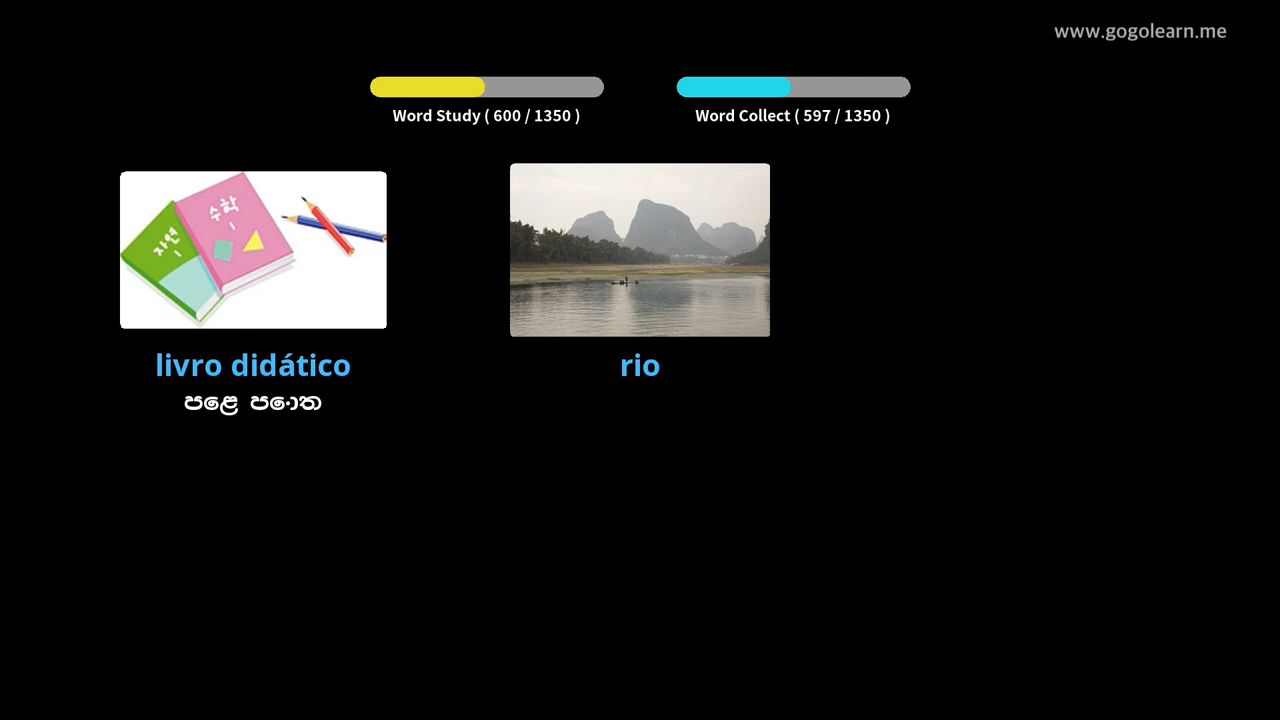 www.gogolearn.me
Word Study ( 600 / 1350 )
Word Collect ( 597 / 1350 )
수학
자연
livro didático
rio